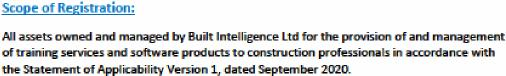 Scope of Registration:
All assets owned and managed by Built Intelligence Ltd for the provision of and management
of training services and software products to construction professionals in accordance with
the Statement of Applicability Version 1, dated September 2020.